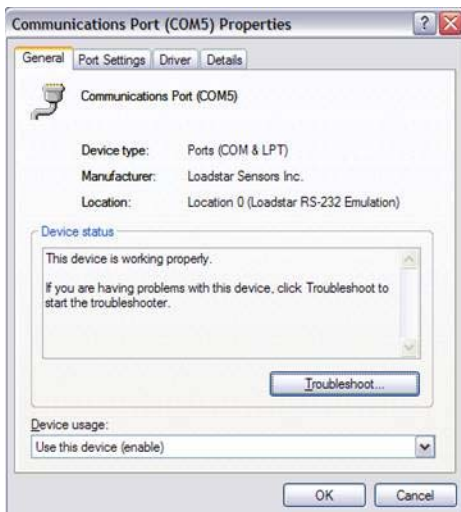 Communications Port (COM5) Properties
General Port Settings Driver Details
Communications Port (COM5)
Device type: Ports (COM & LPT)
Manufacturer: Loadstar Sensors Inc.
Location: Location 0 (Loadstar RS-232 Emulation)
Device status
This device is working properly.
If you are having problems with this device, click Troubleshoot to
start the troubleshooter.
Troubleshoot...
Device usage:
Use this device (enable)
OK Cancel